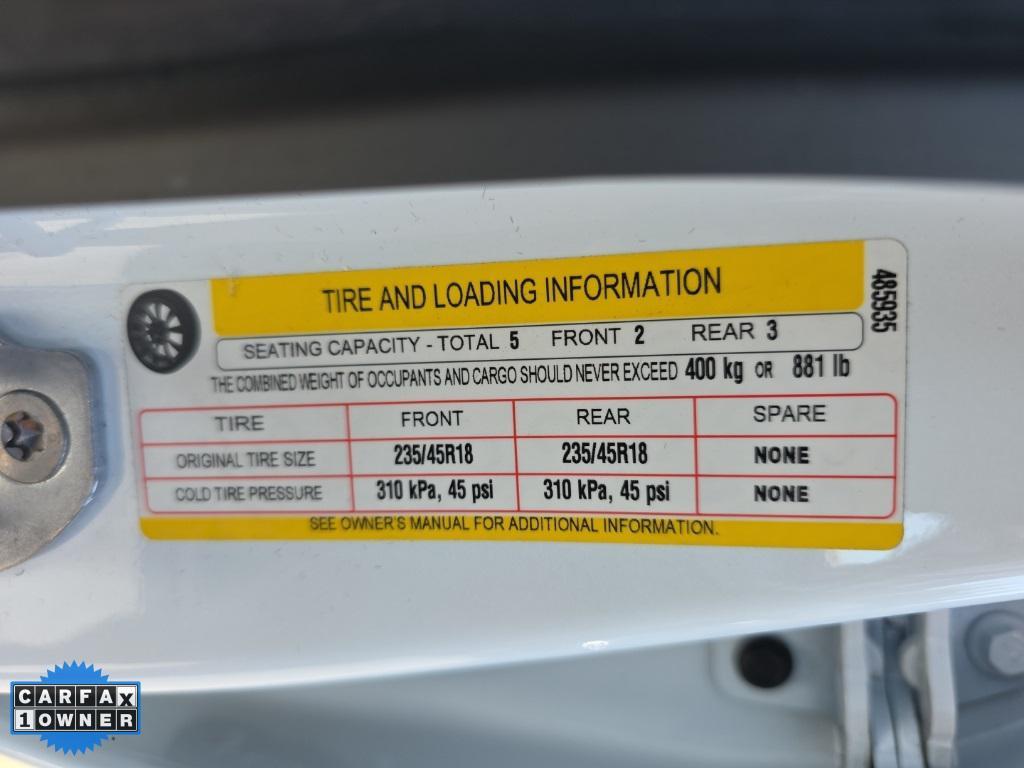 TIRE AND LOADING INFORMATION
485935
SEATING CAPACITY - TOTAL 5 FRONT 2 REAR 3
THE COMBINED WEIGHT OF OCCUPANTS AND CARGO SHOULD NEVER EXCEED 400 kg OR 881 lb
TIRE FRONT REAR SPARE
ORIGINAL TIRE SIZE 235/45R18 235/45R18 NONE
COLD TIRE PRESSURE 310 kPa, 45 psi 310 kPa, 45 psi NONE
SEE OWNER'S MANUAL FOR ADDITIONAL INFORMATION.
CARFAX
1 OWNER